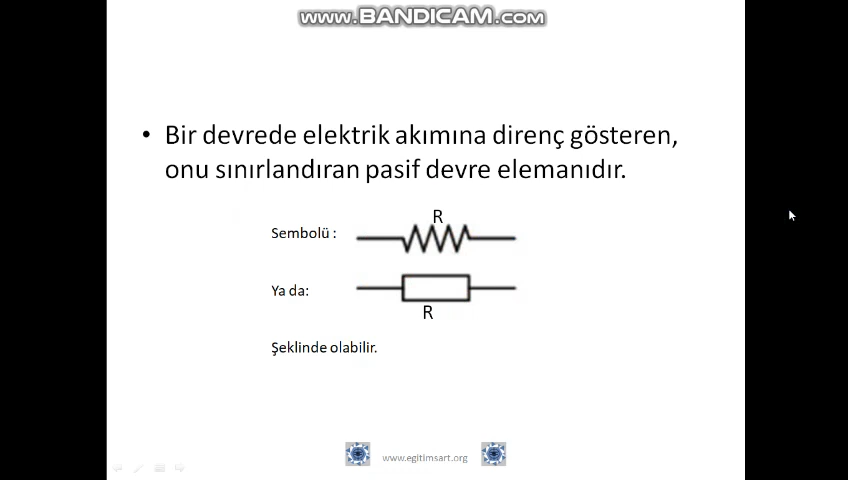 www.BANDICAM.com
• Bir devrede elektrik akımına direnç gösteren,
onu sınırlandıran pasif devre elemanıdır.
R
Sembolü :
Ya da:
R
Şeklinde olabilir.
www.egitimsart.org